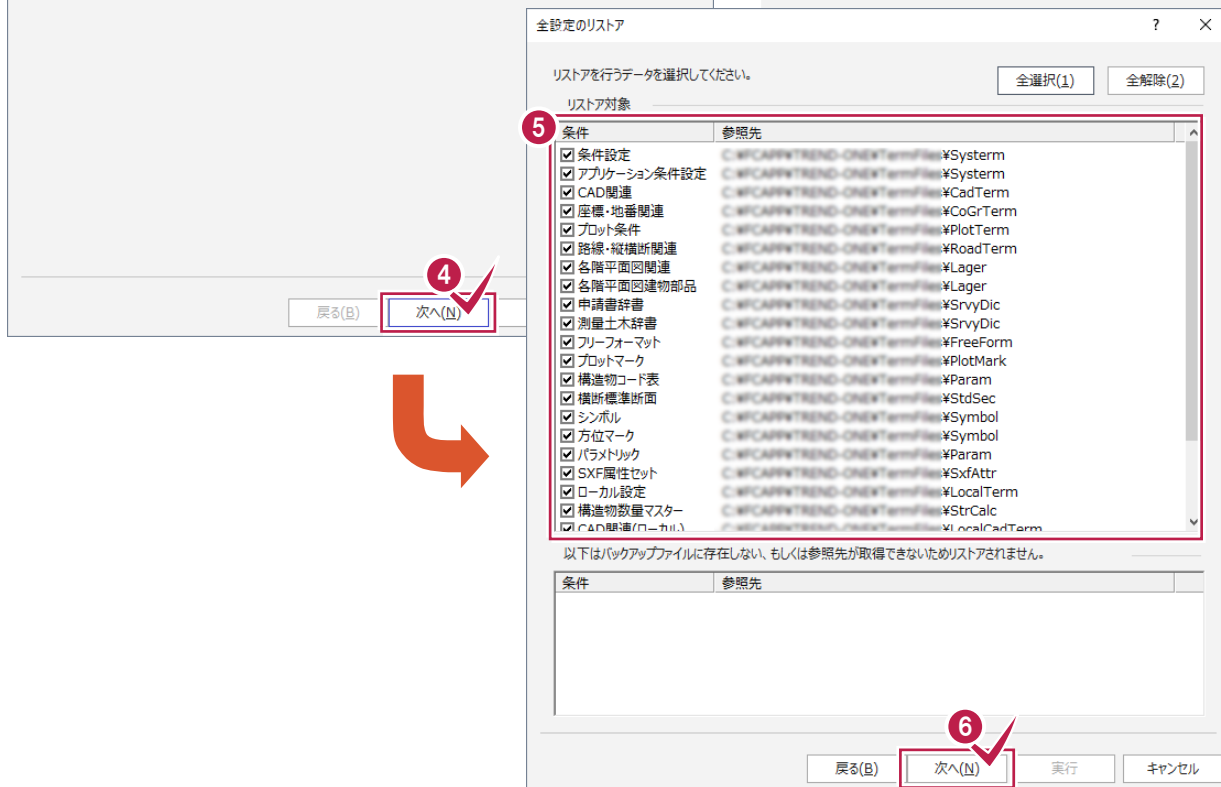 4
戻る(B)
次へ(N)
全設定のリストア
? ×
リストアを行うデータを選択してください。
全選択(1)
全解除(2)
リストア対象
5
条件 参照先
条件設定 ¥Systerm
アプリケーション条件設定 ¥Systerm
CAD関連 ¥CadTerm
座標・地番関連 ¥CoGrTerm
プロット条件 ¥PlotTerm
路線・縦横断関連 ¥RoadTerm
各階平面図関連 ¥Lager
各階平面図建物部品 ¥Lager
申請書辞書 ¥SrvyDic
測量土木辞書 ¥SrvyDic
フリーフォーマット ¥FreeForm
プロットマーク ¥PlotMark
構造物コード表 ¥Param
横断標準断面 ¥StdSec
シンボル ¥Symbol
方位マーク ¥Symbol
パラメトリック ¥Param
SXF属性セット ¥SxfAttr
ローカル設定 ¥LocalTerm
構造物数量マスター ¥StrCalc
CAD関連(ローカル) ¥LocalCadTerm
以下はバックアップファイルに存在しない、もしくは参照先が取得できないためリストアされません。
条件 参照先
6
戻る(B)
次へ(N)
実行
キャンセル